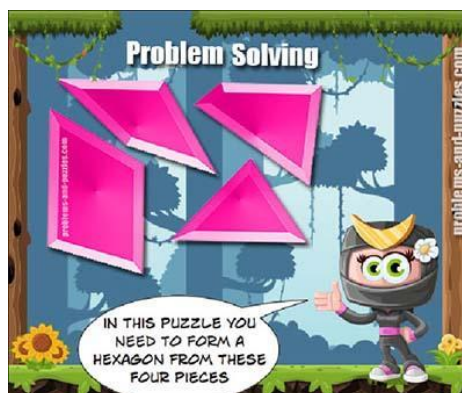 Problem Solving
problems-and-puzzles.com
problems-and-puzzles.com
IN THIS PUZZLE YOU
NEED TO FORM A
HEXAGON FROM THESE
FOUR PIECES